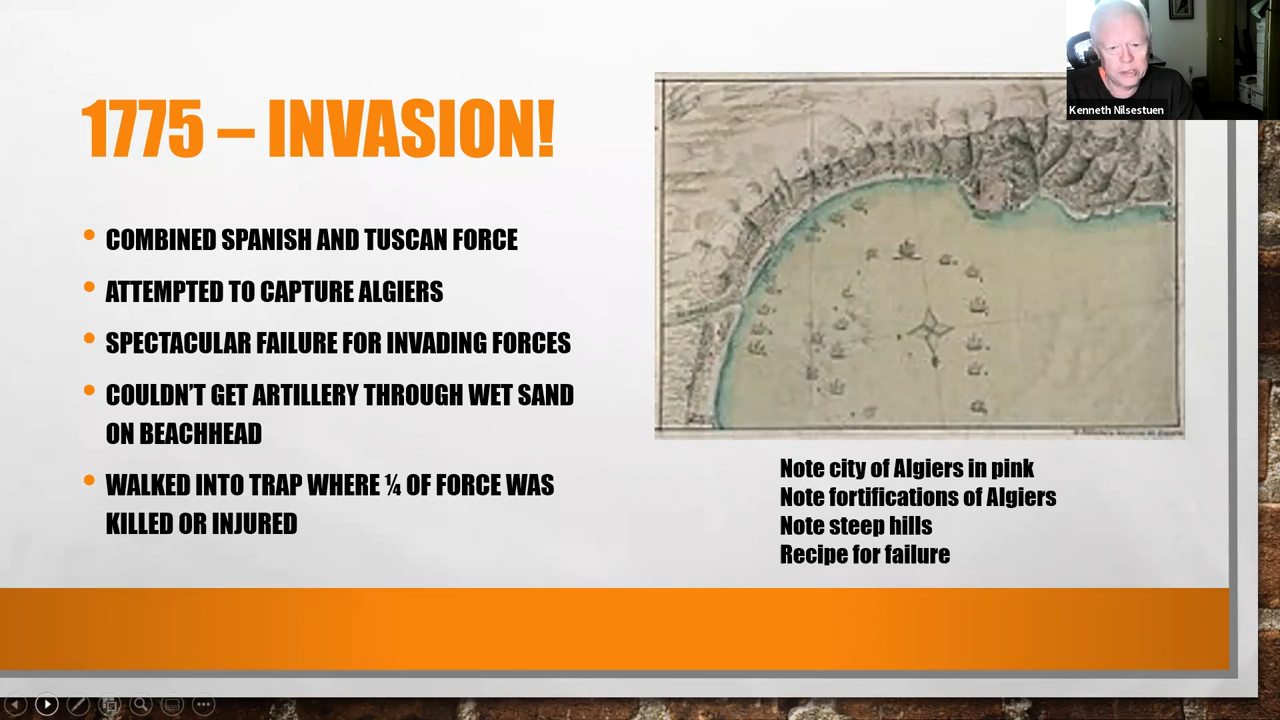 Kenneth Nilsestuen
1775 – INVASION!
• COMBINED SPANISH AND TUSCAN FORCE
• ATTEMPTED TO CAPTURE ALGIERS
• SPECTACULAR FAILURE FOR INVADING FORCES
• COULDN'T GET ARTILLERY THROUGH WET SAND
ON BEACHHEAD
• WALKED INTO TRAP WHERE ¼ OF FORCE WAS
KILLED OR INJURED
Note city of Algiers in pink
Note fortifications of Algiers
Note steep hills
Recipe for failure